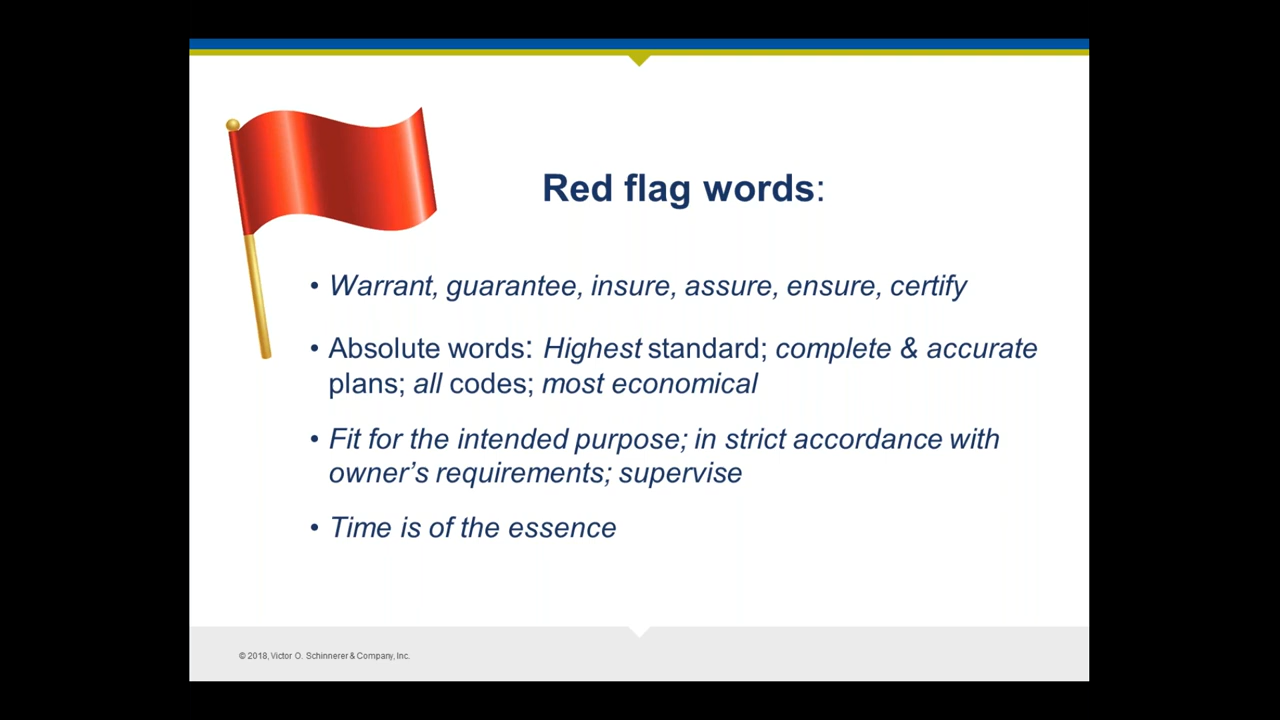 Red flag words:
• Warrant, guarantee, insure, assure, ensure, certify
• Absolute words: Highest standard; complete & accurate
plans; all codes; most economical
• Fit for the intended purpose; in strict accordance with
owner’s requirements; supervise
• Time is of the essence
© 2018, Victor O. Schinnerer & Company, Inc.